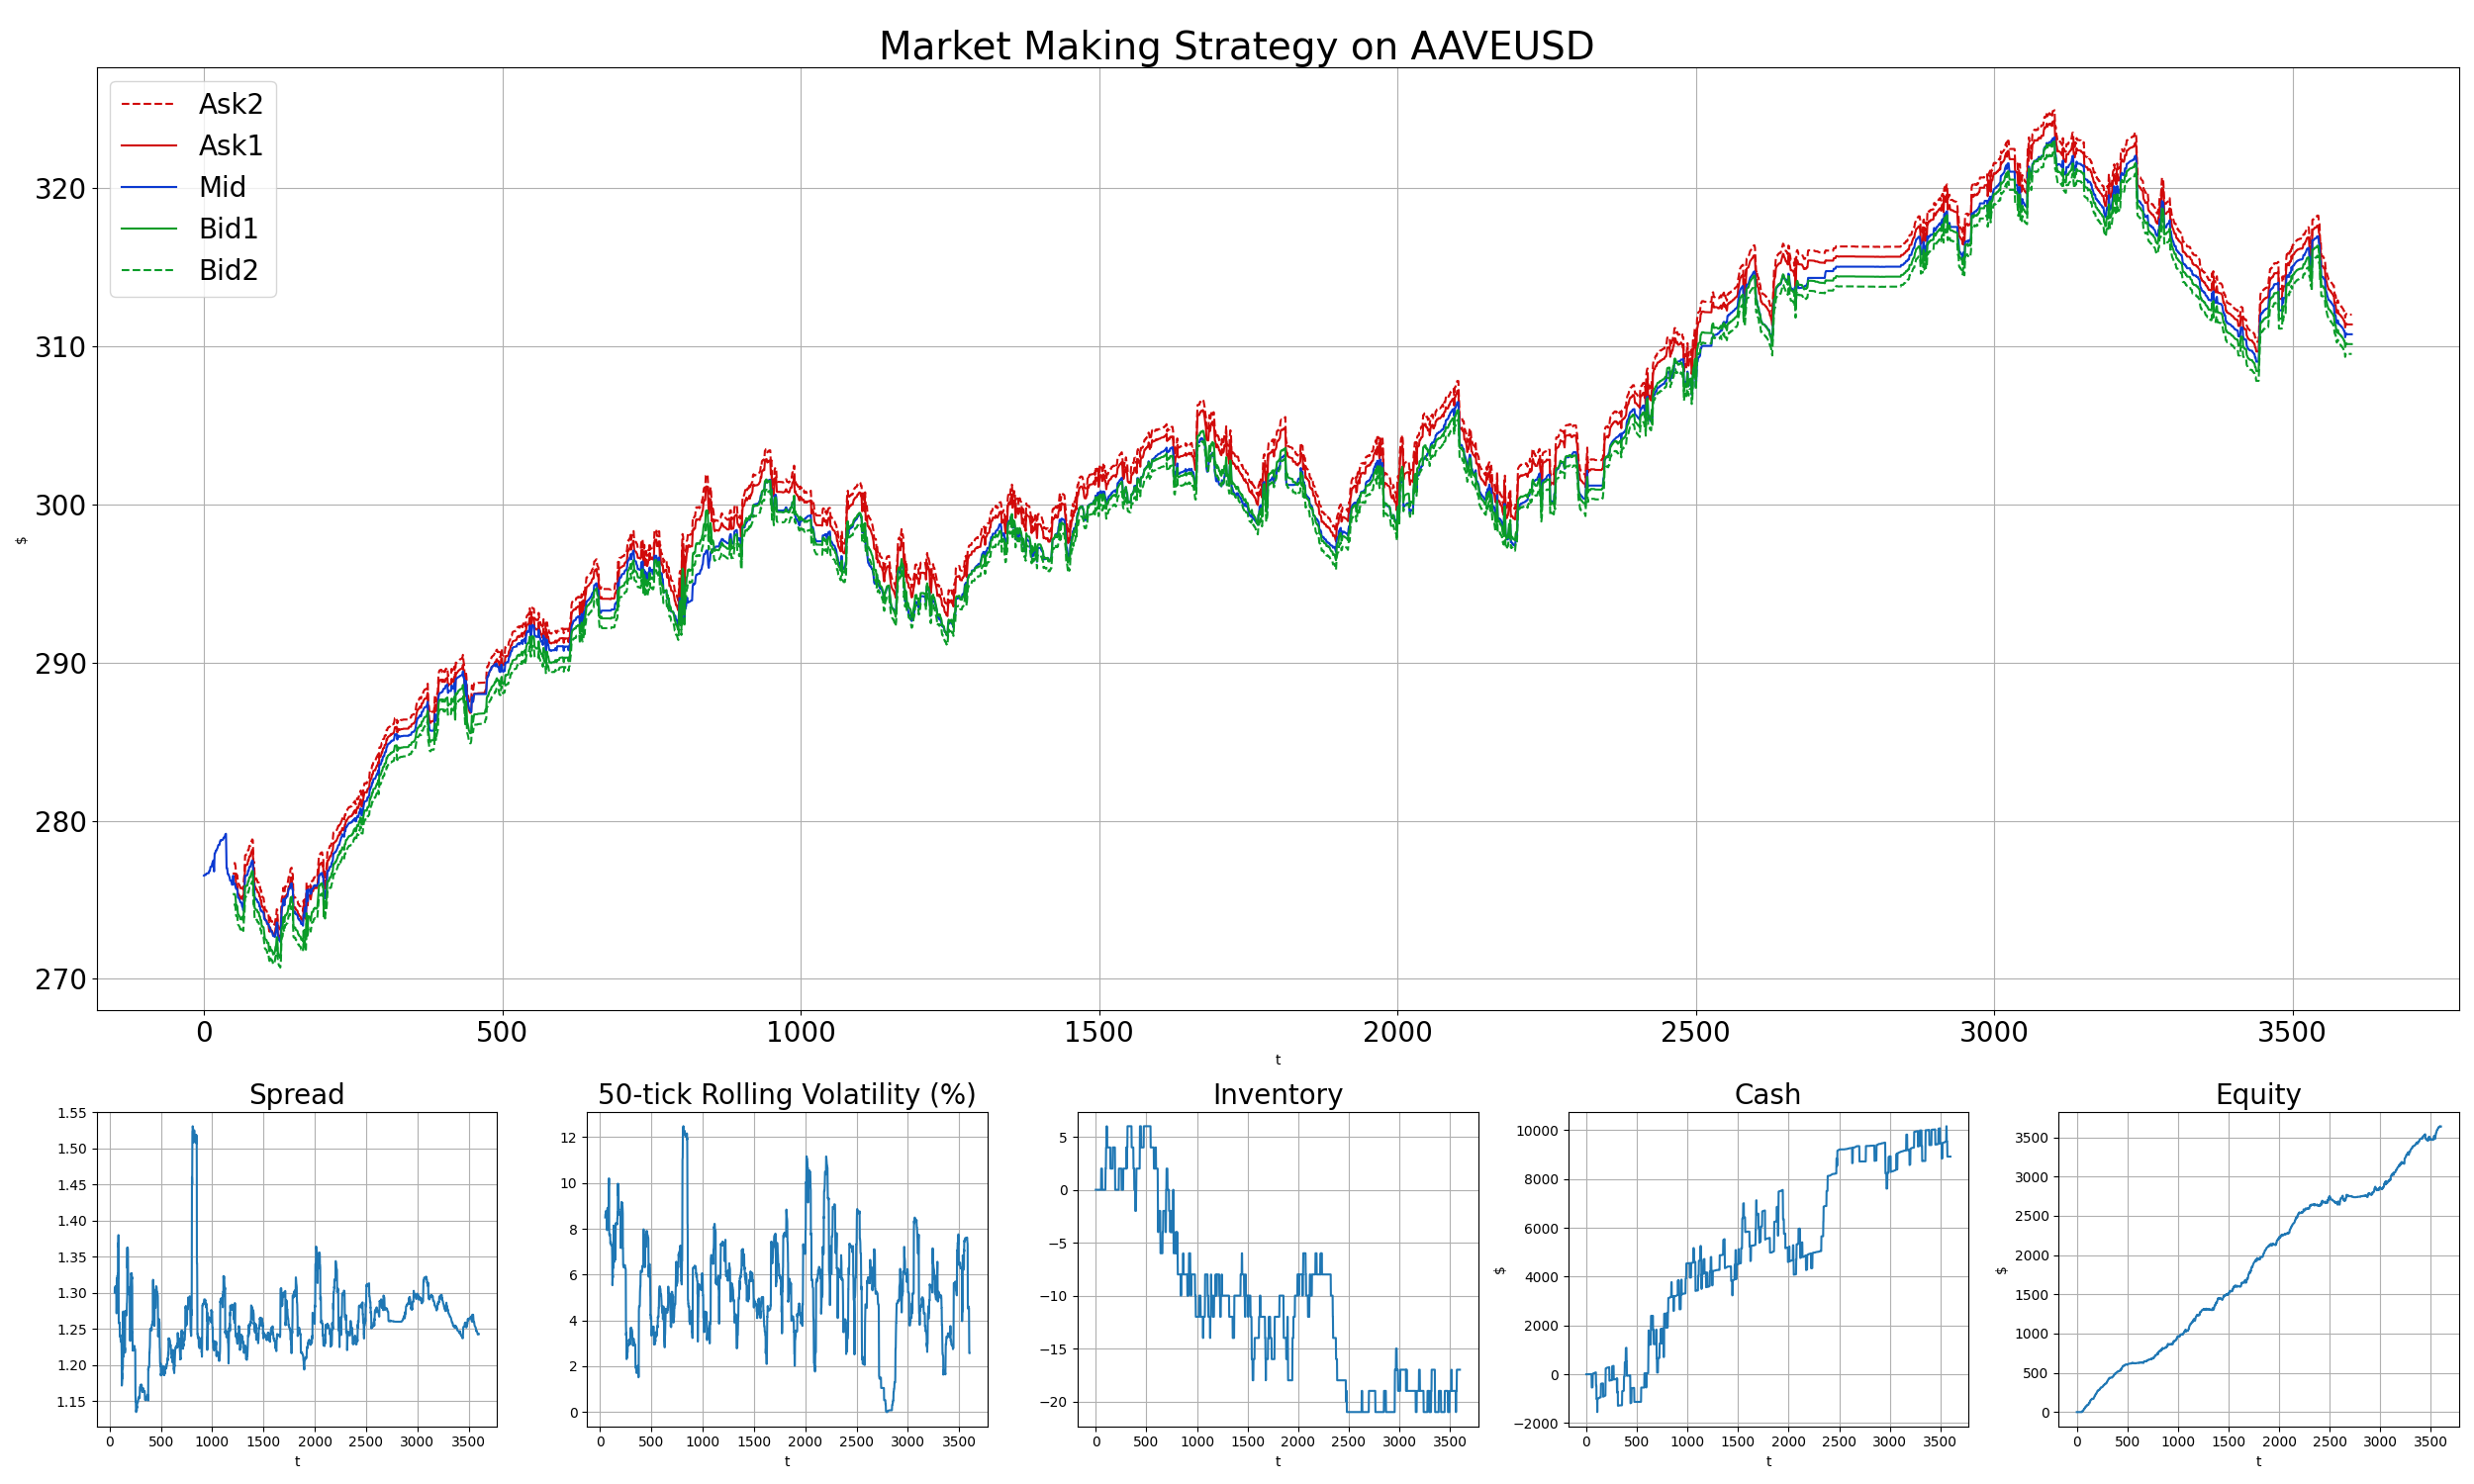 Market Making Strategy on AAVEUSD
Ask2
Ask1
Mid
Bid1
Bid2
$
320
310
300
290
280
270
0 500 1000 1500 2000 2500 3000 3500
t
Spread
1.55
1.50
1.45
1.40
1.35
1.30
1.25
1.20
1.15
0 500 1000 1500 2000 2500 3000 3500
t
50-tick Rolling Volatility (%)
12
10
8
6
4
2
0
0 500 1000 1500 2000 2500 3000 3500
t
Inventory
5
0
−5
−10
−15
−20
0 500 1000 1500 2000 2500 3000 3500
t
Cash
$
10000
8000
6000
4000
2000
0
−2000
0 500 1000 1500 2000 2500 3000 3500
t
Equity
$
3500
3000
2500
2000
1500
1000
500
0
0 500 1000 1500 2000 2500 3000 3500
t